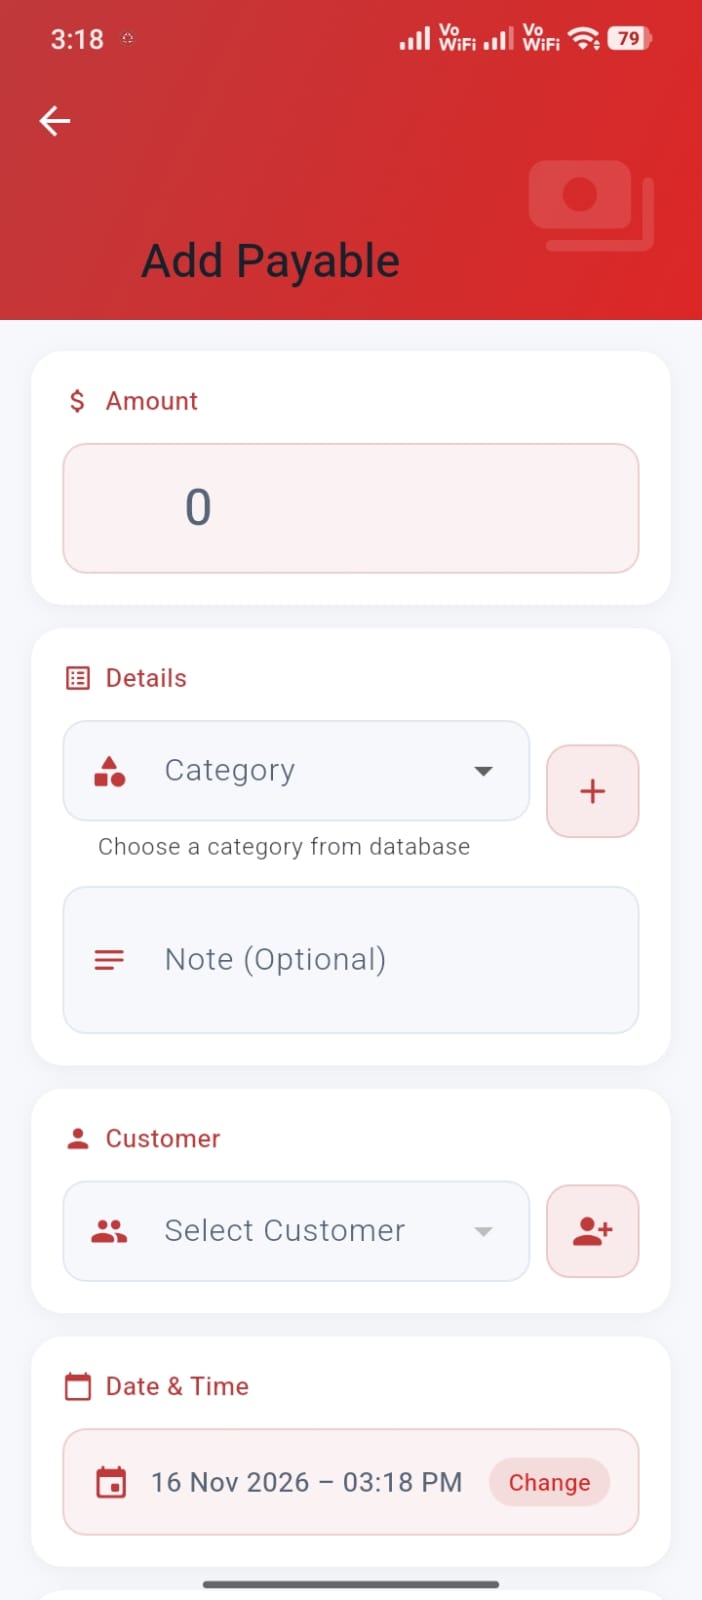 3:18 Vo WiFi Vo WiFi 79
Add Payable
$ Amount
0
Details
Category
+
Choose a category from database
Note (Optional)
Customer
Select Customer
Date & Time
16 Nov 2026 – 03:18 PM Change